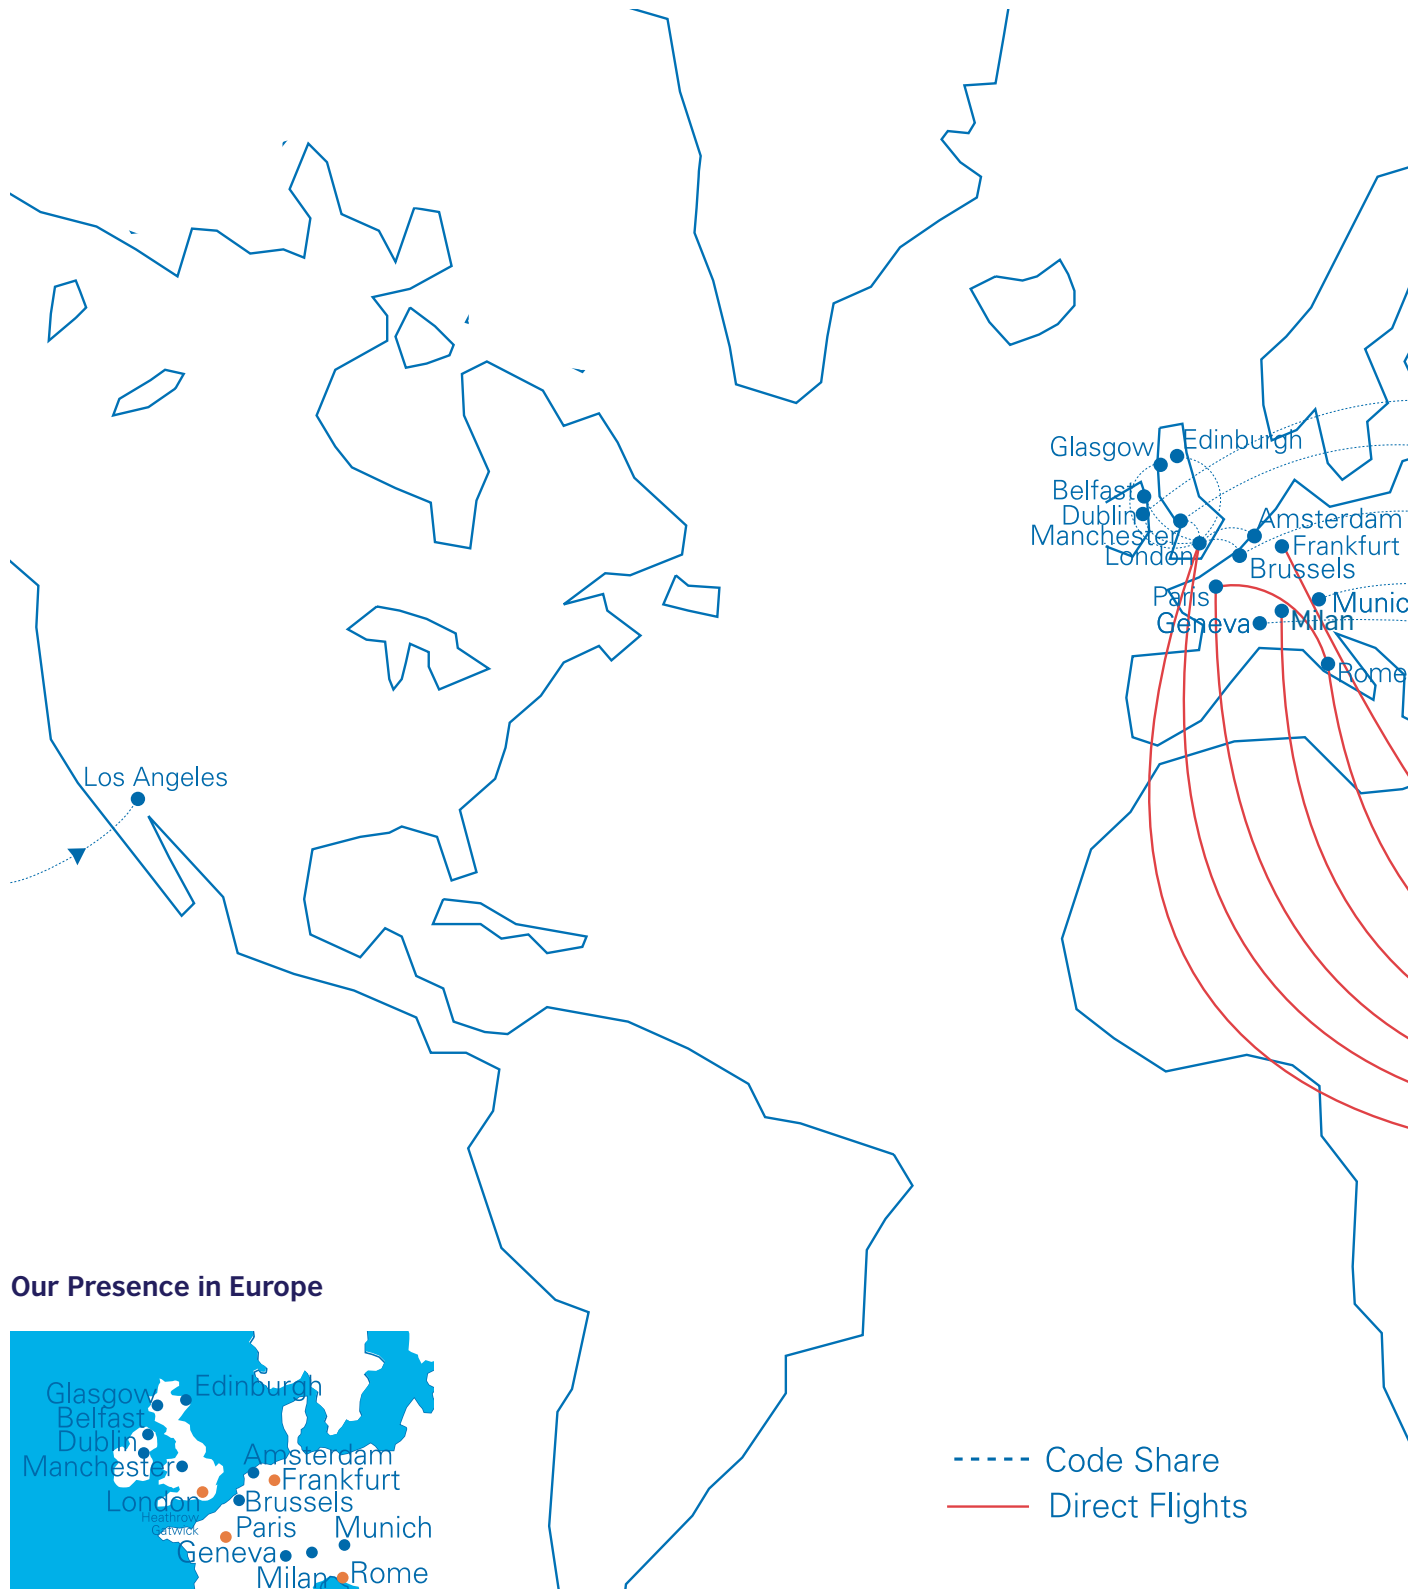 Glasgow
Edinburgh
Belfast
Dublin
Amsterdam
Manchester
Frankfurt
London
Brussels
Paris
Munic
Geneva
Milan
Rome
Los Angeles
Our Presence in Europe
Glasgow
Edinburgh
Belfast
Dublin
Amsterdam
Manchester
Frankfurt
London
Brussels
Heathrow
Gatwick
Paris
Munich
Geneva
Milan
Rome
Code Share
Direct Flights